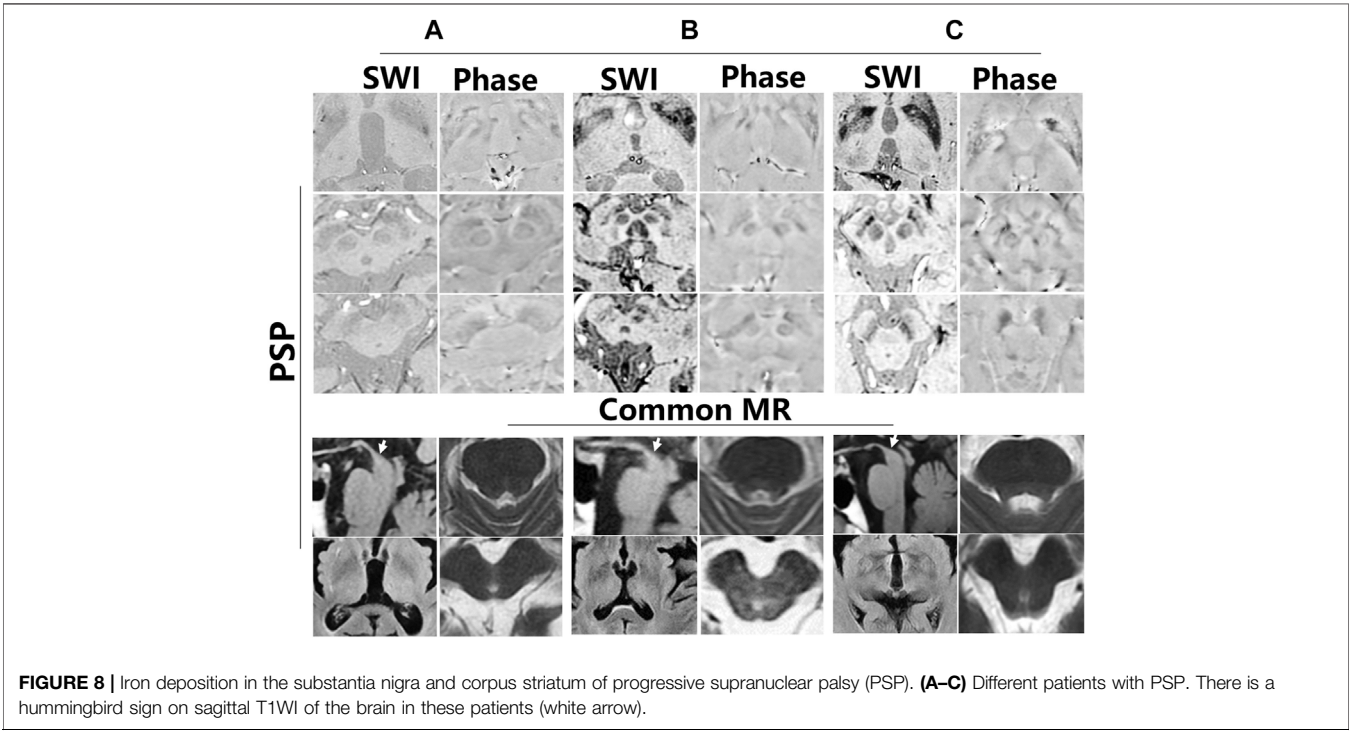 A B C
SWI Phase SWI Phase SWI Phase
PSP
Common MR
FIGURE 8 | Iron deposition in the substantia nigra and corpus striatum of progressive supranuclear palsy (PSP). (A–C) Different patients with PSP. There is a
hummingbird sign on sagittal T1WI of the brain in these patients (white arrow).